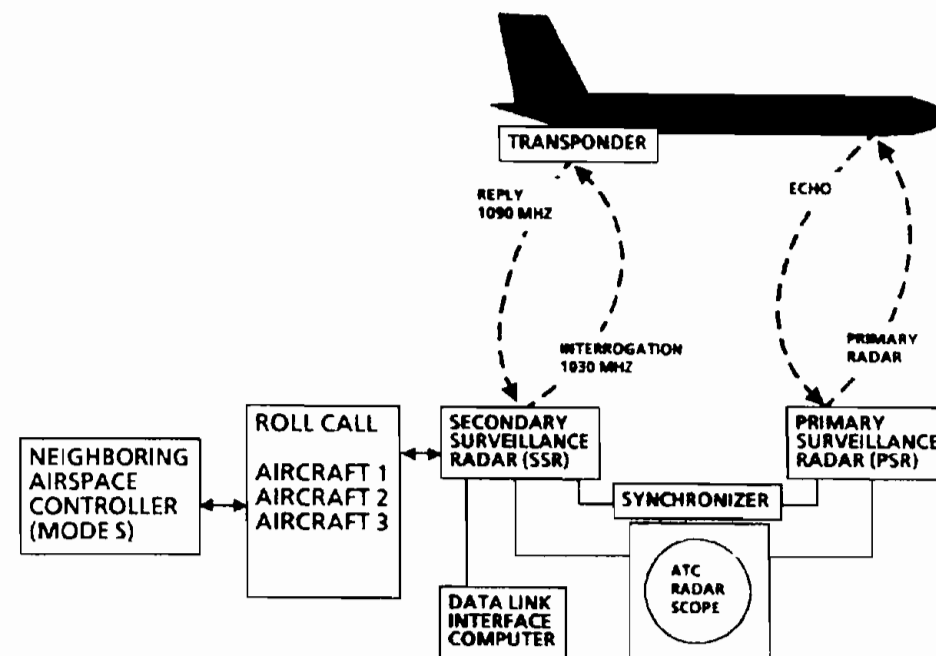 TRANSPONDER
REPLY
1090 MHZ
ECHO
INTERROGATION
1030 MHZ
PRIMARY
RADAR
NEIGHBORING
AIRSPACE
CONTROLLER
(MODE S)
ROLL CALL
AIRCRAFT 1
AIRCRAFT 2
AIRCRAFT 3
SECONDARY
SURVEILLANCE
RADAR (SSR)
PRIMARY
SURVEILLANCE
RADAR (PSR)
SYNCHRONIZER
DATA LINK
INTERFACE
COMPUTER
ATC
RADAR
SCOPE